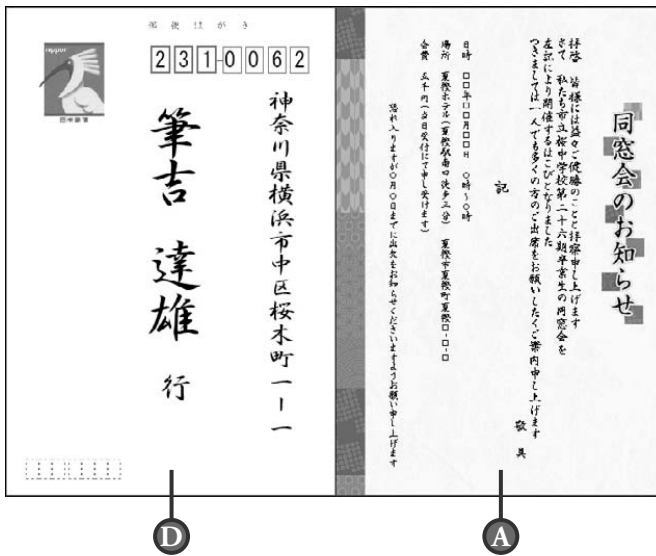 同窓会のお知らせ
拝啓 皆様には益々ご健勝のことと拝察申し上げます
さて 私たち市立桜中学校第二十六期卒業生の同窓会を
左記により開催するはこびとなりました
つきましては一人でも多くの方のご出席をお願いしたくご案内申し上げます
敬具
記
日時 □□年□□月□□日 ○時～○時
場所 夏樫ホテル(夏樫駅南口 徒歩三分) 夏樫市夏樫町夏樫□-□-□
会費 五千円(当日受付にて申し受けます)
恐れ入りますが○月○日までに出欠をお知らせくださいますようお願い申し上げます
郵便はがき
nippon
231-0062
神奈川県横浜市中区桜木町一ー一
筆吉 達雄 行
D
A